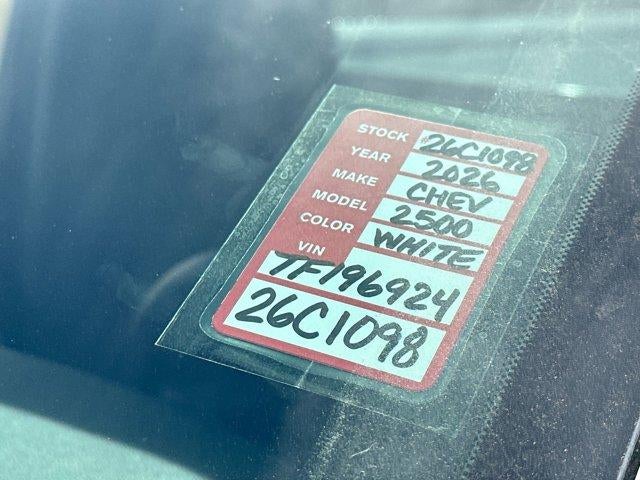 STOCK 26C1098
YEAR 2026
MAKE CHEV
MODEL 2500
COLOR WHITE
VIN
TF196924
26C1098